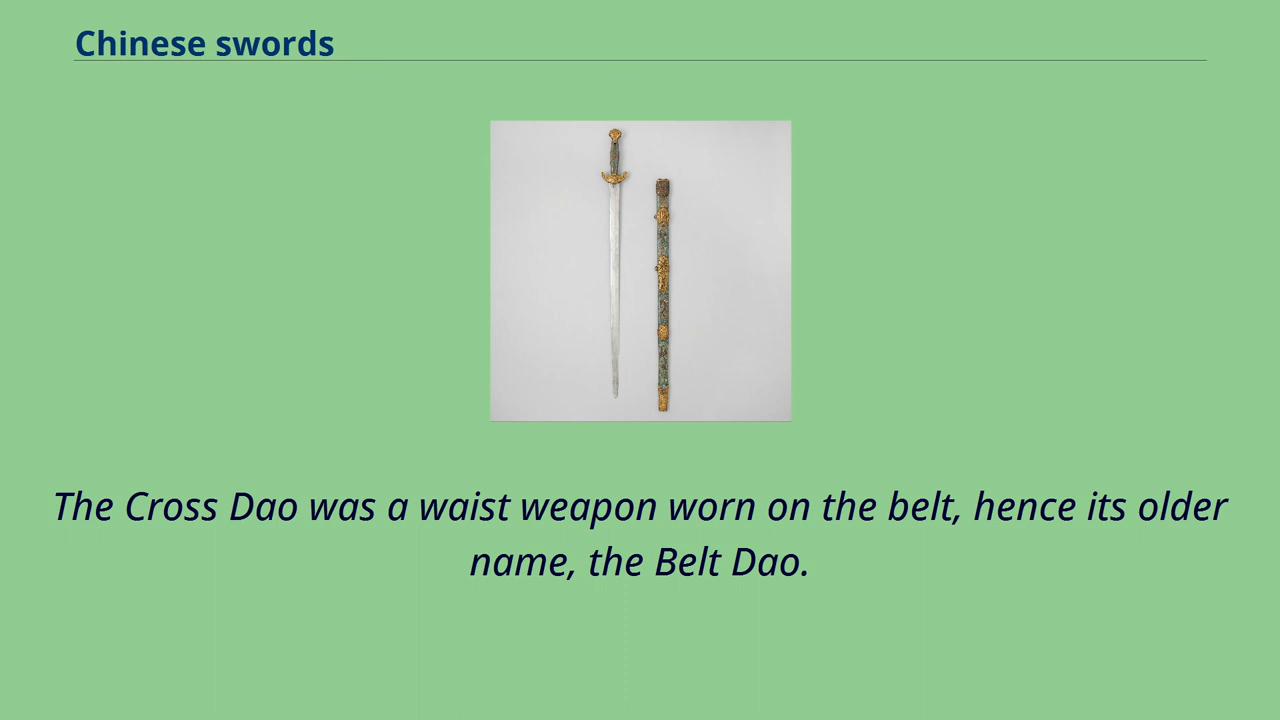 Chinese swords
The Cross Dao was a waist weapon worn on the belt, hence its older
name, the Belt Dao.